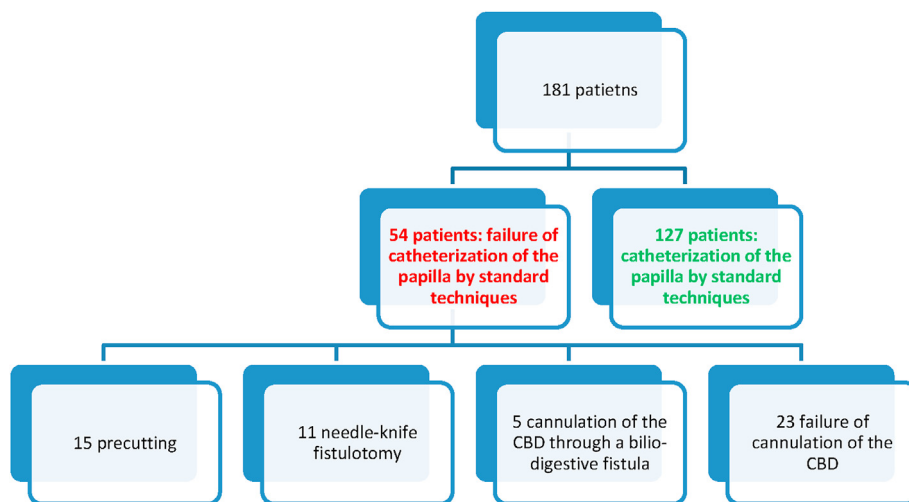 181 patietns
54 patients: failure of
catheterization of the
papilla by standard
techniques
127 patients:
catheterization of the
papilla by standard
techniques
15 precutting
11 needle-knife
fistulotomy
5 cannulation of the
CBD through a bilio-
digestive fistula
23 failure of
cannulation of the
CBD